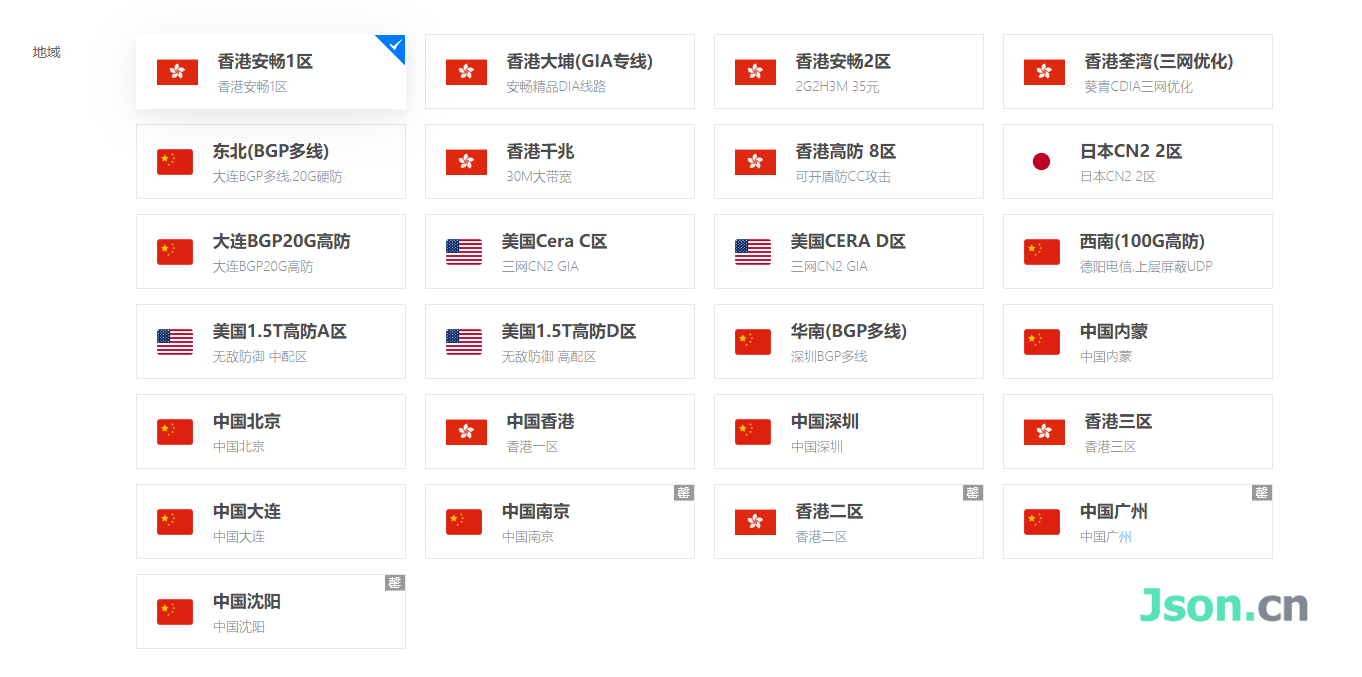 地域
香港安畅1区
香港安畅1区
香港大埔(GIA专线)
安畅精品DIA线路
香港安畅2区
2G2H3M 35元
香港荃湾(三网优化)
葵青CDIA三网优化
东北(BGP多线)
大连BGP多线,20G硬防
香港千兆
30M大带宽
香港高防 8区
可开盾防CC攻击
日本CN2 2区
日本CN2 2区
大连BGP20G高防
大连BGP20G高防
美国Cera C区
三网CN2 GIA
美国CERA D区
三网CN2 GIA
西南(100G高防)
德阳电信,上层屏蔽UDP
美国1.5T高防A区
无敌防御 中配区
美国1.5T高防D区
无敌防御 高配区
华南(BGP多线)
深圳BGP多线
中国内蒙
中国内蒙
中国北京
中国北京
中国香港
香港一区
中国深圳
中国深圳
香港三区
香港三区
中国大连
中国大连
罄
中国南京
中国南京
罄
香港二区
香港二区
罄
中国广州
中国广州
罄
中国沈阳
中国沈阳
Json.cn